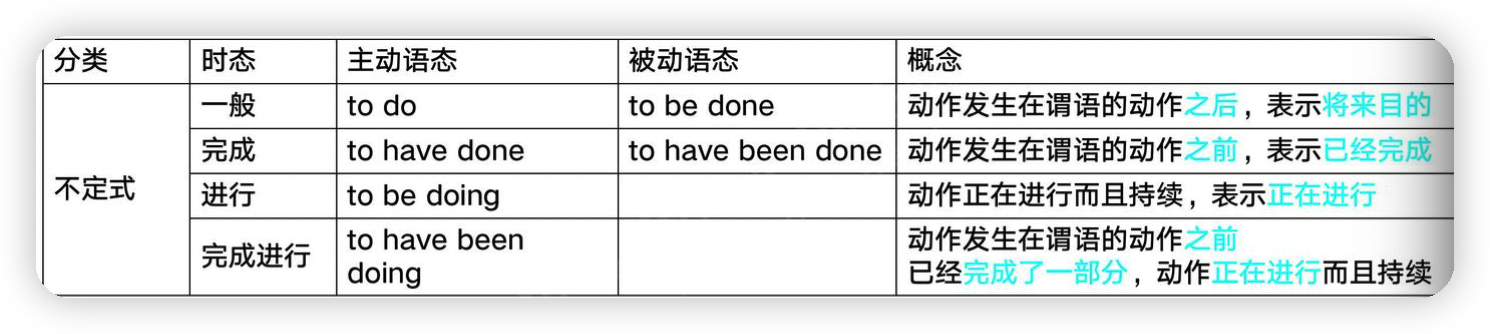 分类 时态 主动语态 被动语态 概念
一般 to do to be done 动作发生在谓语的动作之后，表示将来目的
完成 to have done to have been done 动作发生在谓语的动作之前，表示已经完成
不定式
进行 to be doing 动作正在进行而且持续，表示正在进行
完成进行 to have been
doing
动作发生在谓语的动作之前
已经完成了一部分，动作正在进行而且持续